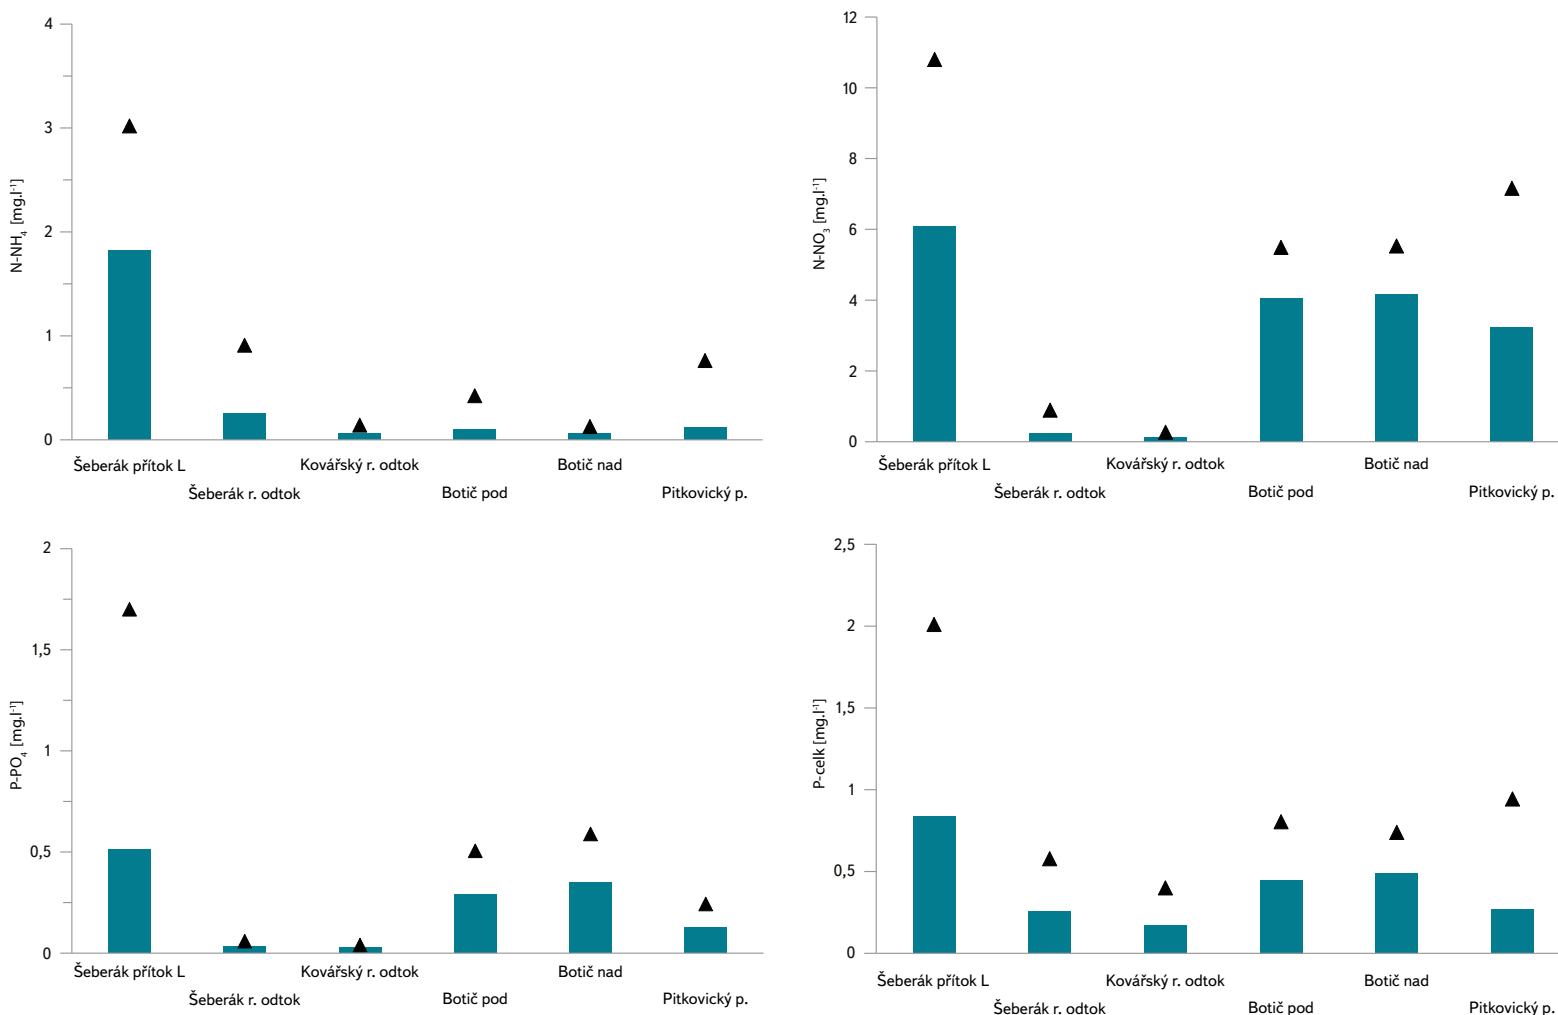 4
3
2
1
0
N-NH₄ [mg.l⁻¹]
Šeberák přítok L
Kovářský r. odtok
Botič nad
Šeberák r. odtok
Botič pod
Pitkovický p.
12
10
8
6
4
2
0
N-NO₃ [mg.l⁻¹]
Šeberák přítok L
Kovářský r. odtok
Botič nad
Šeberák r. odtok
Botič pod
Pitkovický p.
2
1,5
1
0,5
0
P-PO₄ [mg.l⁻¹]
Šeberák přítok L
Kovářský r. odtok
Botič nad
Šeberák r. odtok
Botič pod
Pitkovický p.
2,5
2
1,5
1
0,5
0
P-celk [mg.l⁻¹]
Šeberák přítok L
Kovářský r. odtok
Botič nad
Šeberák r. odtok
Botič pod
Pitkovický p.